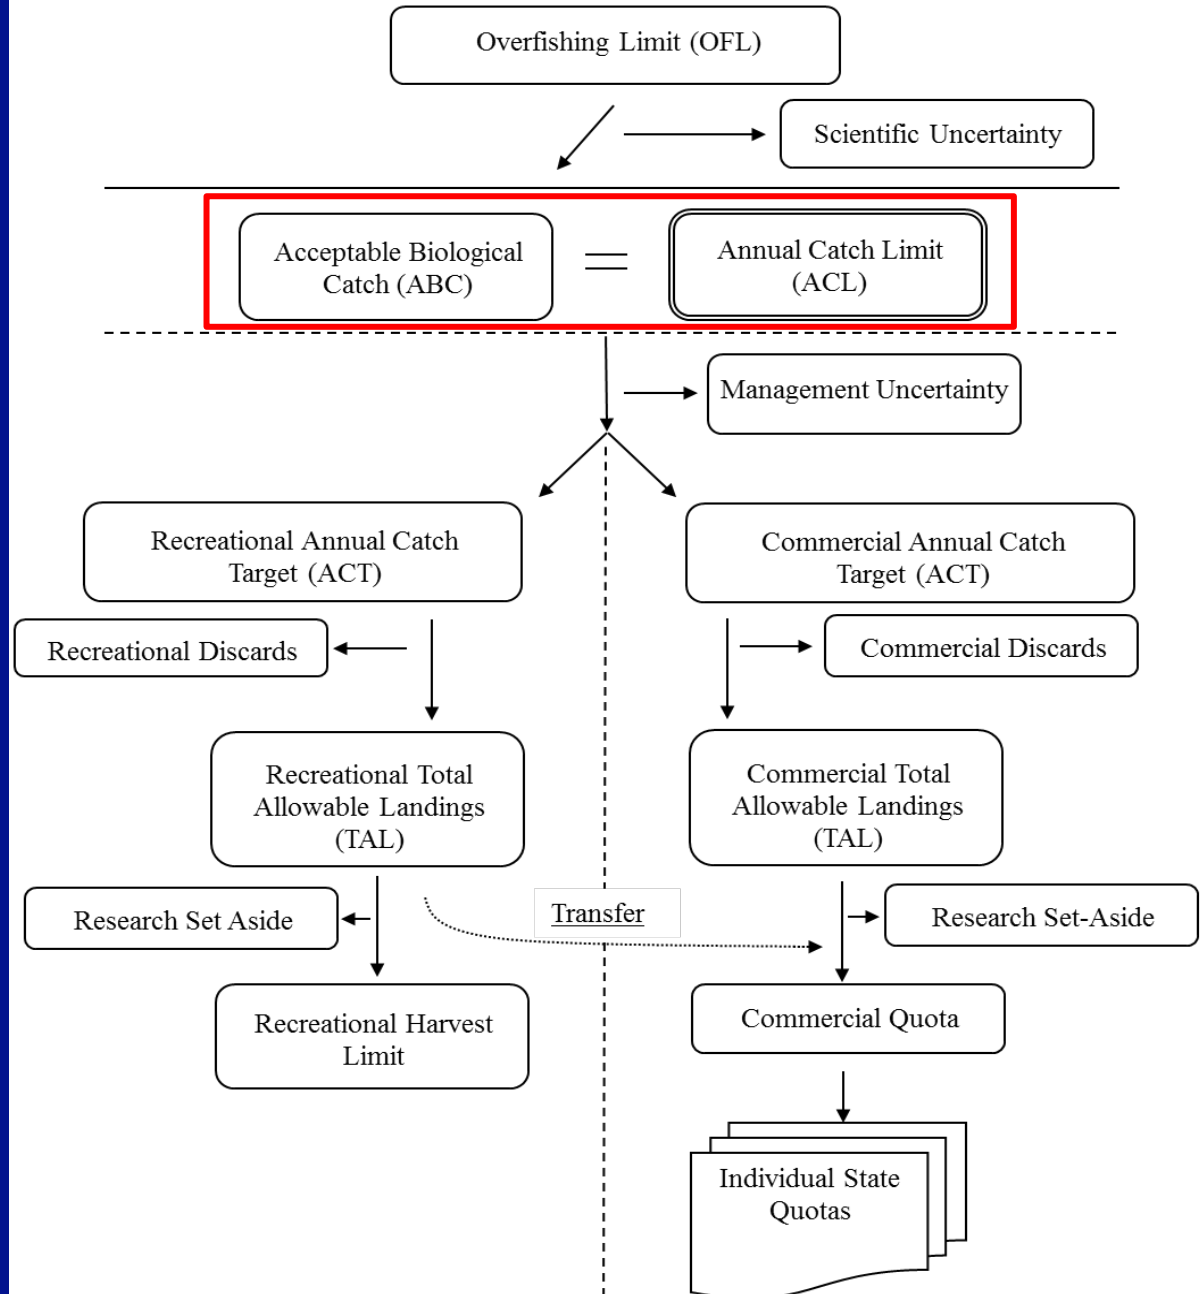 Overfishing Limit (OFL)
Scientific Uncertainty
Acceptable Biological
Catch (ABC)
=
Annual Catch Limit
(ACL)
Management Uncertainty
Recreational Annual Catch
Target (ACT)
Commercial Annual Catch
Target (ACT)
Recreational Discards
Commercial Discards
Recreational Total
Allowable Landings
(TAL)
Commercial Total
Allowable Landings
(TAL)
Research Set Aside
Transfer
Research Set-Aside
Recreational Harvest
Limit
Commercial Quota
Individual State
Quotas